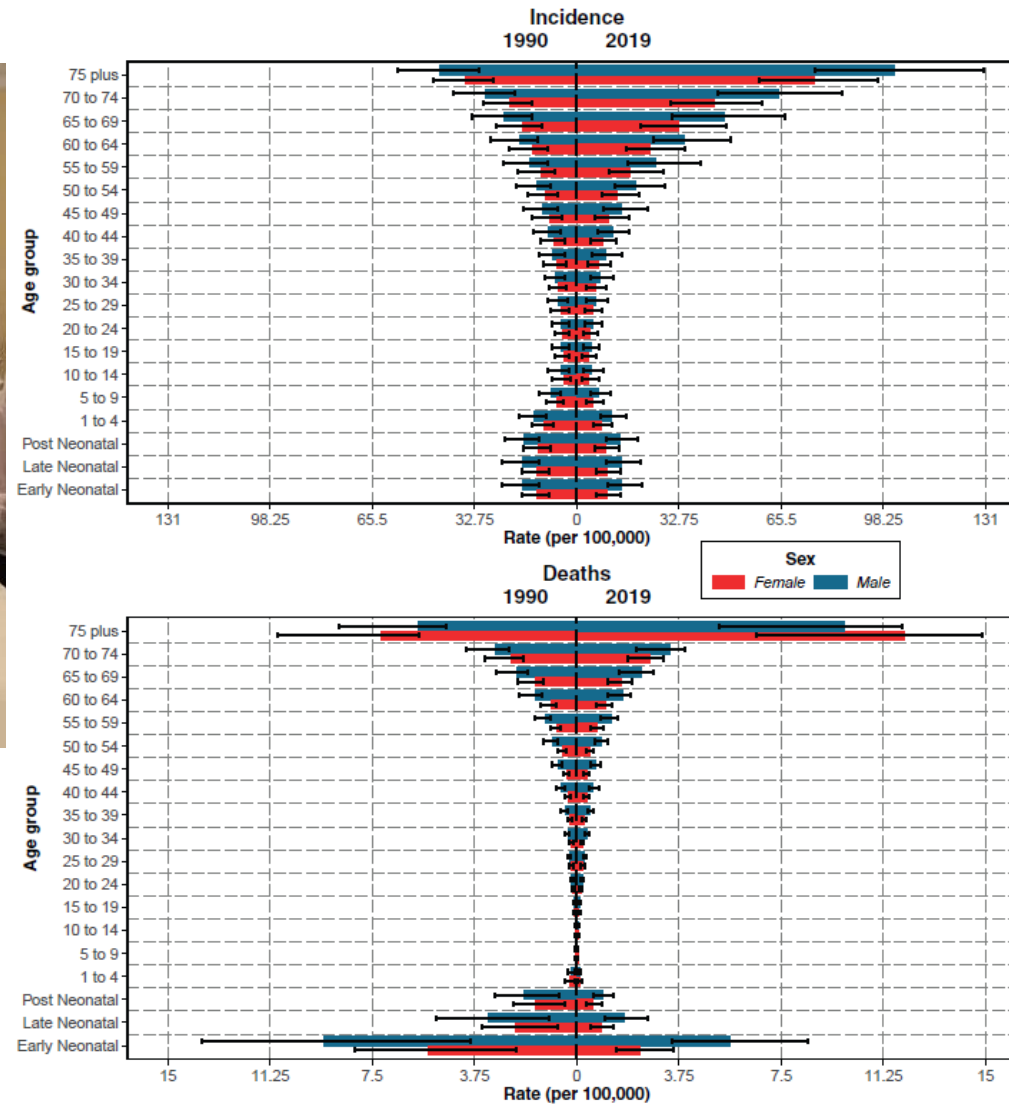 Incidence
1990 2019
Age group
75 plus
70 to 74
65 to 69
60 to 64
55 to 59
50 to 54
45 to 49
40 to 44
35 to 39
30 to 34
25 to 29
20 to 24
15 to 19
10 to 14
5 to 9
1 to 4
Post Neonatal
Late Neonatal
Early Neonatal
131 98.25 65.5 32.75 0 32.75 65.5 98.25 131
Rate (per 100,000)
Sex
Female Male
Deaths
1990 2019
Age group
75 plus
70 to 74
65 to 69
60 to 64
55 to 59
50 to 54
45 to 49
40 to 44
35 to 39
30 to 34
25 to 29
20 to 24
15 to 19
10 to 14
5 to 9
1 to 4
Post Neonatal
Late Neonatal
Early Neonatal
15 11.25 7.5 3.75 0 3.75 7.5 11.25 15
Rate (per 100,000)